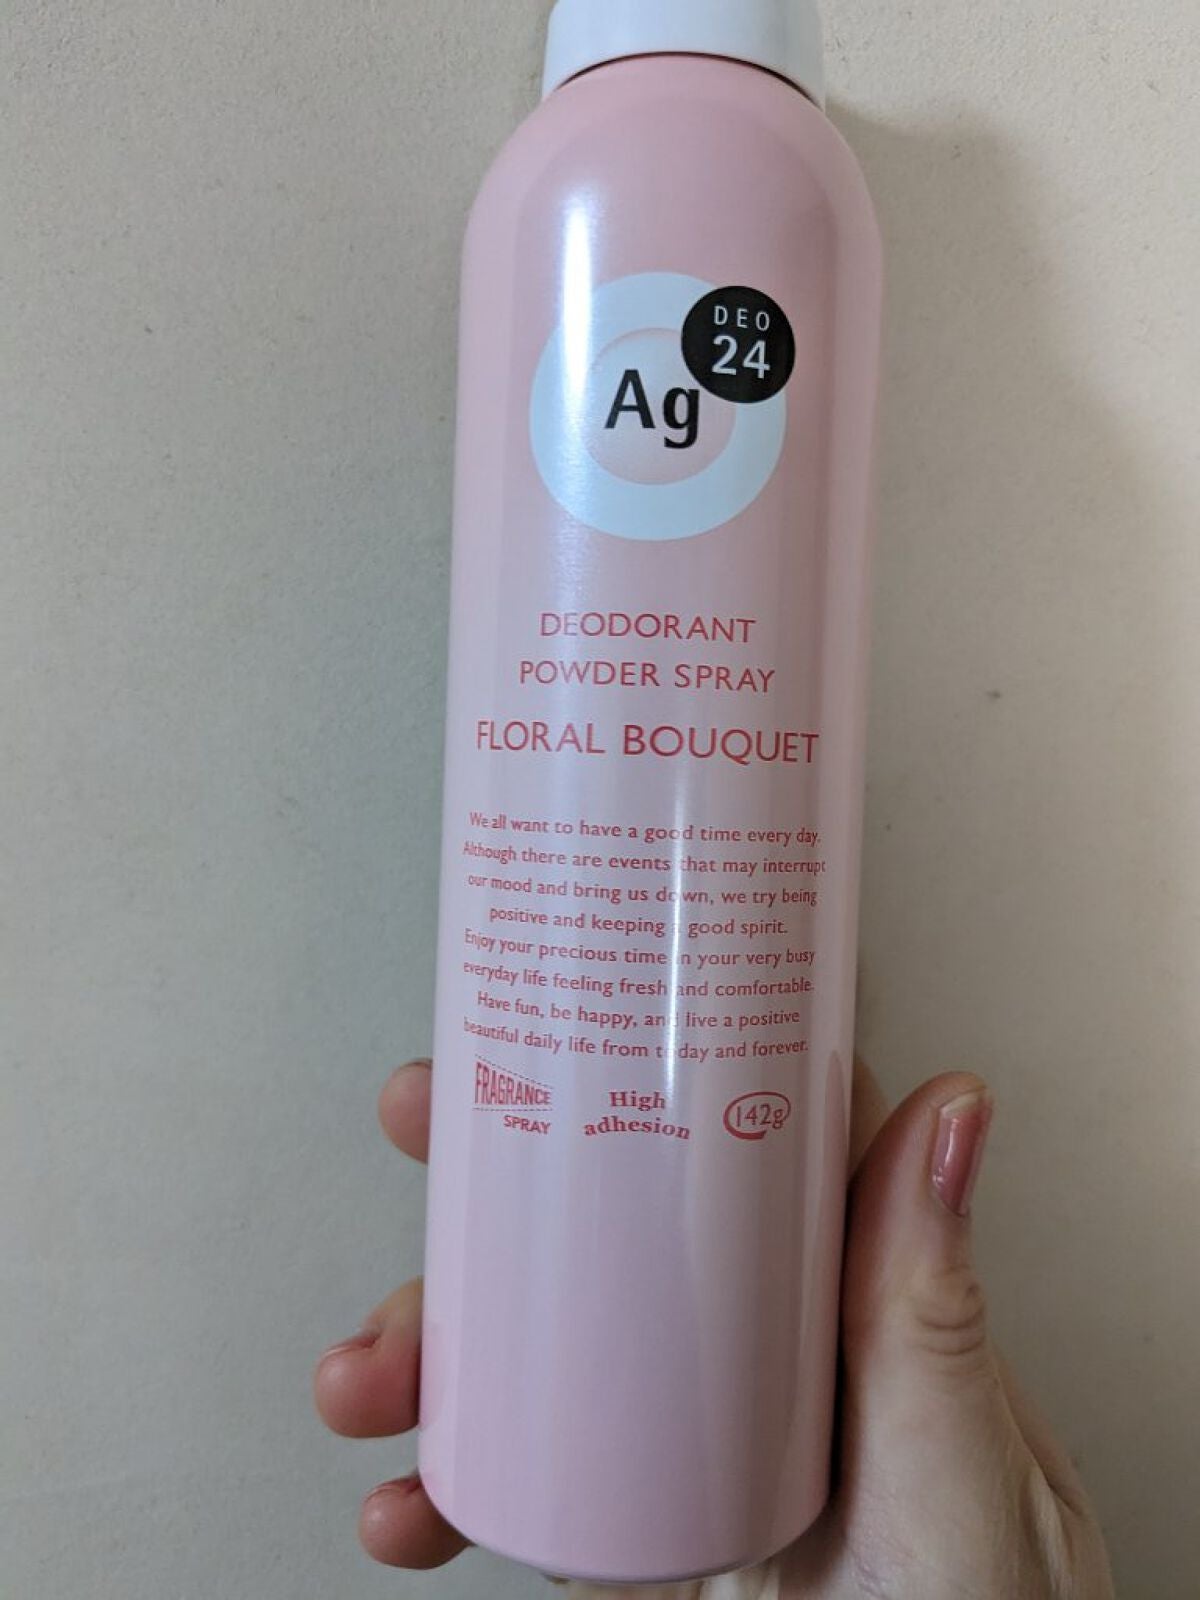 DEO
24
Ag
DEODORANT
POWDER SPRAY
FLORAL BOUQUET
We all want to have a good time every day.
Although there are events that may interrupt
our mood and bring us down, we try being
positive and keeping a good spirit.
Enjoy your precious time in your very busy
everyday life feeling fresh and comfortable.
Have fun, be happy, and live a positive
beautiful daily life from today and forever.
FRAGRANCE
SPRAY
High
adhesion
142g